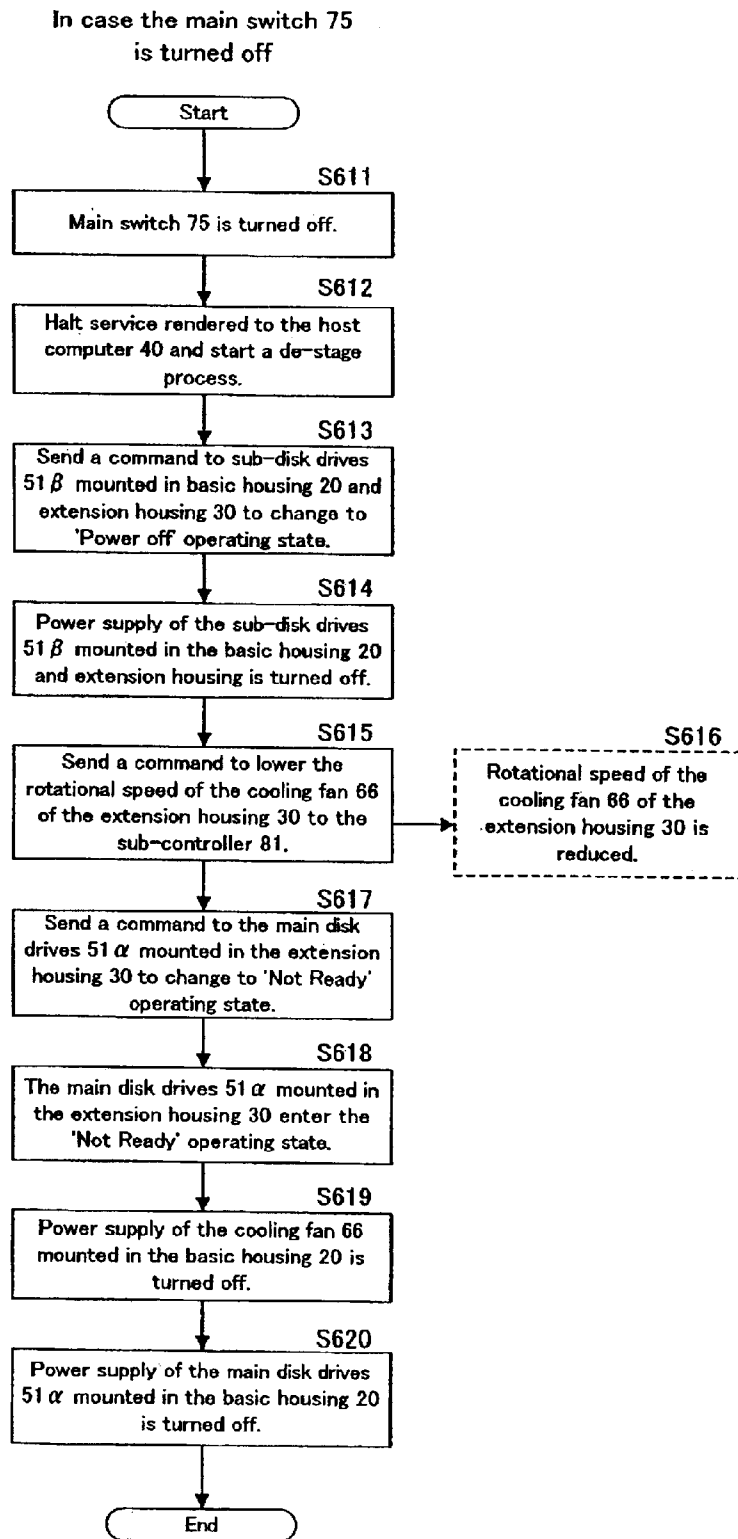 In case the main switch 75
is turned off
Start
S611
Main switch 75 is turned off.
S612
Halt service rendered to the host
computer 40 and start a de-stage
process.
S613
Send a command to sub-disk drives
51β mounted in basic housing 20 and
extension housing 30 to change to
'Power off' operating state.
S614
Power supply of the sub-disk drives
51β mounted in the basic housing 20
and extension housing is turned off.
S615
Send a command to lower the
rotational speed of the cooling fan 66
of the extension housing 30 to the
sub-controller 81.
S616
Rotational speed of the
cooling fan 66 of the
extension housing 30 is
reduced.
S617
Send a command to the main disk
drives 51α mounted in the extension
housing 30 to change to 'Not Ready'
operating state.
S618
The main disk drives 51α mounted in
the extension housing 30 enter the
'Not Ready' operating state.
S619
Power supply of the cooling fan 66
mounted in the basic housing 20 is
turned off.
S620
Power supply of the main disk drives
51α mounted in the basic housing 20
is turned off.
End